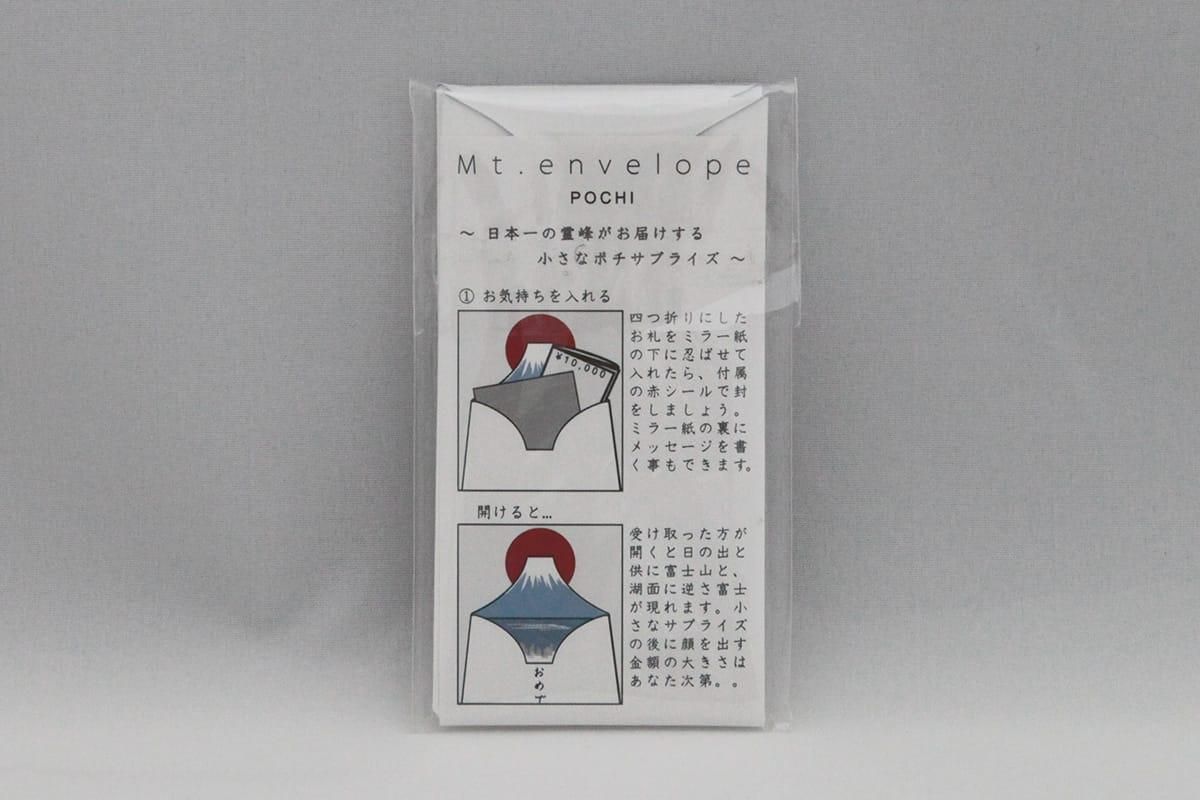 Mt.envelope
POCHI
～ 日本一の霊峰がお届けする
小さなポチサプライズ ～
① お気持ちを入れる
¥10,000
四つ折りにした
お札をミラー紙
の下に忍ばせて
入れたら、付属
の赤シールで封
をしましょう。
ミラー紙の裏に
メッセージを書
く事もできます。
開けると…
おめで
受け取った方が
開くと日の出と
供に富士山と、
湖面に逆さ富士
が現れます。小
さなサプライズ
の後に顔を出す
金額の大きさは
あなた次第。。